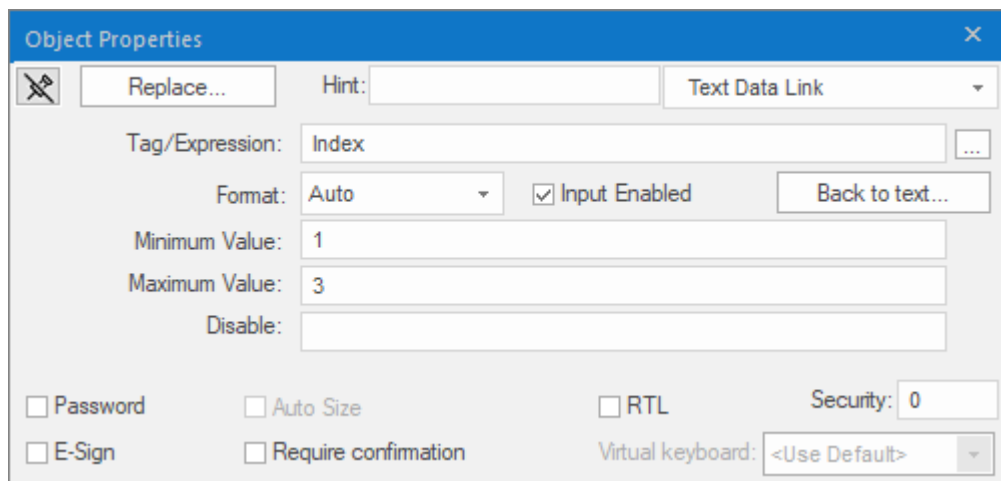 Object Properties
Replace... Hint: Text Data Link
Tag/Expression: Index ...
Format: Auto Input Enabled Back to text...
Minimum Value: 1
Maximum Value: 3
Disable:
Password Auto Size RTL Security: 0
E-Sign Require confirmation Virtual keyboard: <Use Default>